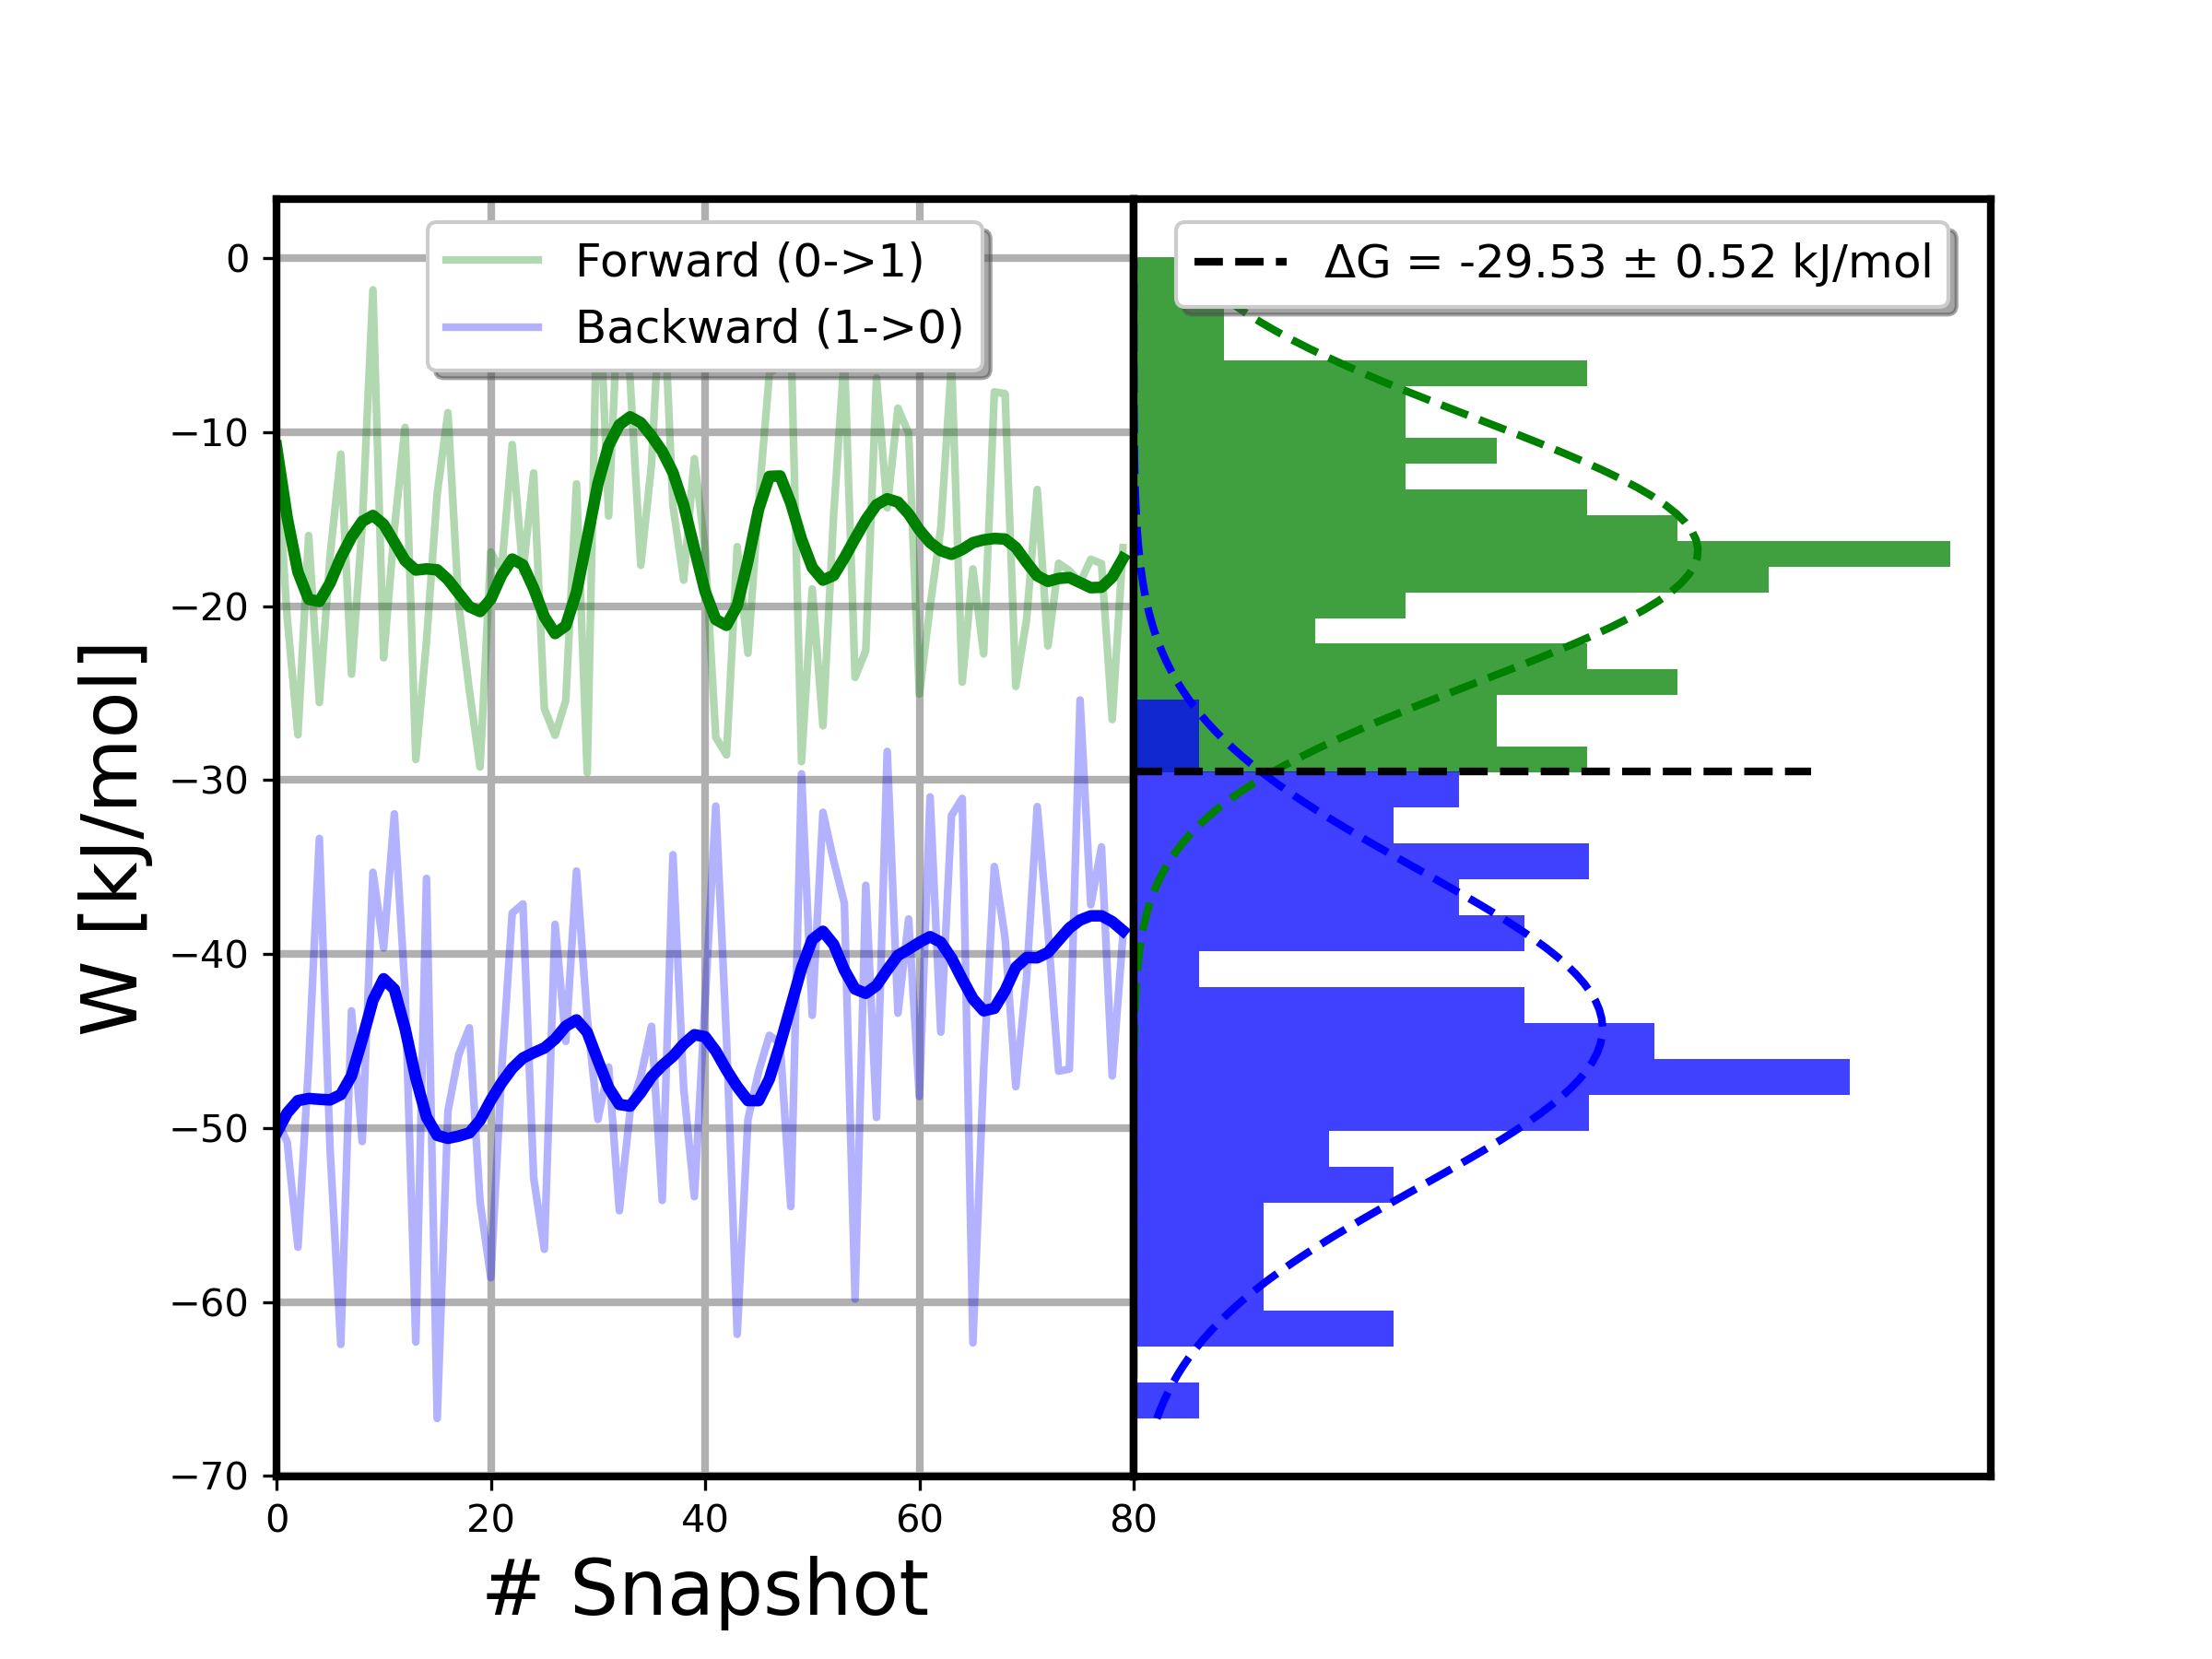 Forward (0->1)
Backward (1->0)
ΔG = -29.53 ± 0.52 kJ/mol
W [kJ/mol]
0
−10
−20
−30
−40
−50
−60
−70
0 20 40 60 80
# Snapshot